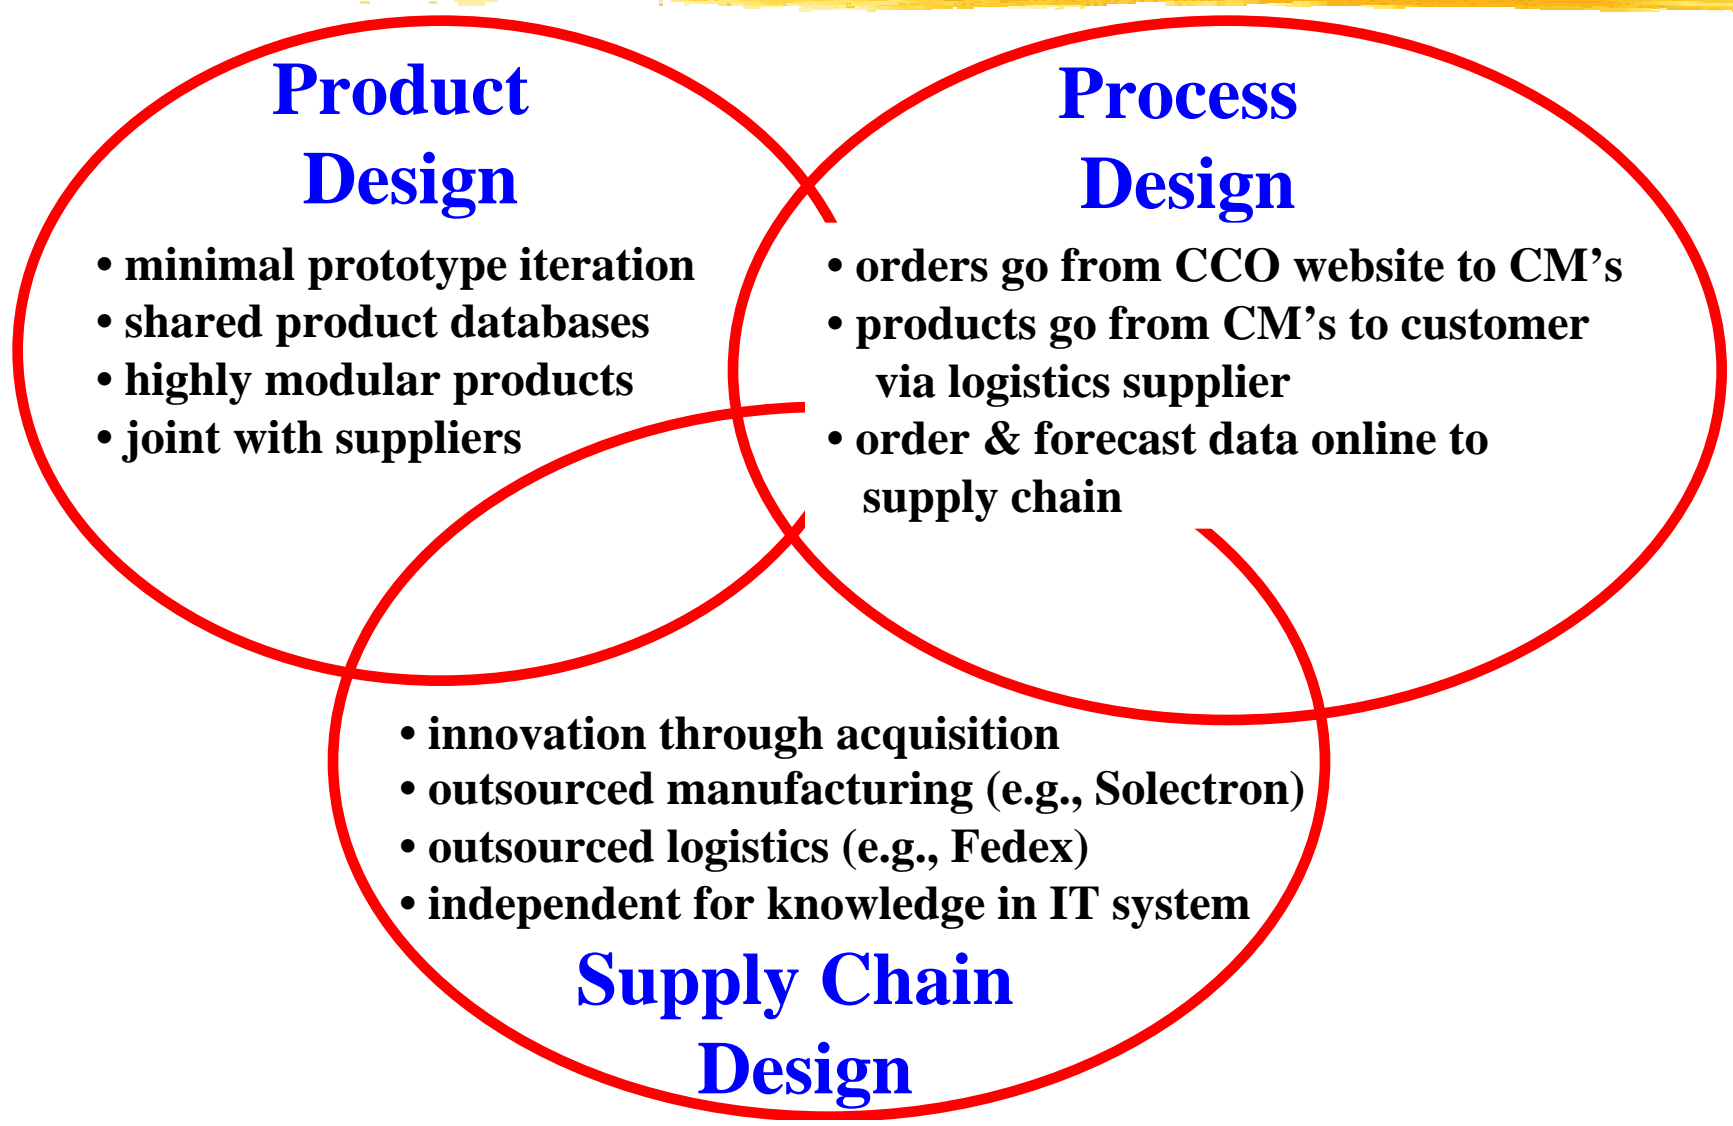 Product
Design
• minimal prototype iteration
• shared product databases
• highly modular products
• joint with suppliers
Process
Design
• orders go from CCO website to CM’s
• products go from CM’s to customer
via logistics supplier
• order & forecast data online to
supply chain
• innovation through acquisition
• outsourced manufacturing (e.g., Solectron)
• outsourced logistics (e.g., Fedex)
• independent for knowledge in IT system
Supply Chain
Design